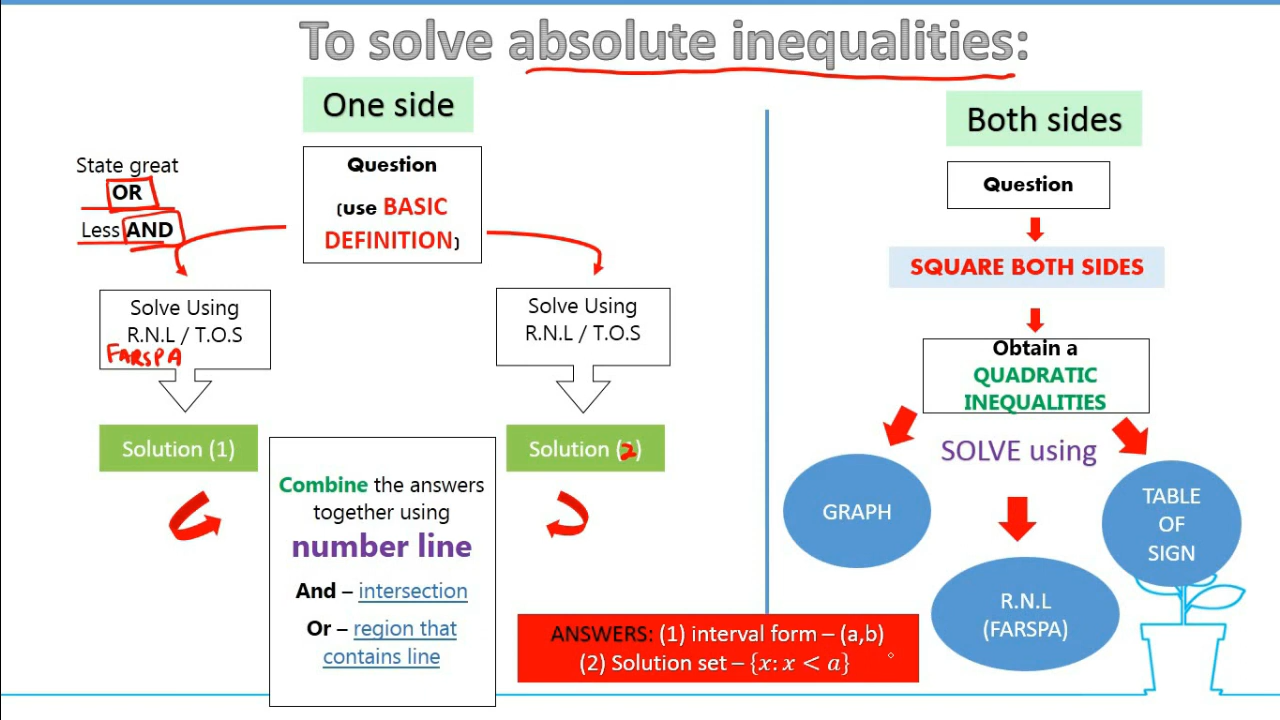 To solve absolute inequalities:
One side
State great
OR
Less AND
Question
(use BASIC
DEFINITION)
Solve Using
R.N.L / T.O.S
FARSPA
Solution (1)
Solve Using
R.N.L / T.O.S
Solution (2)
Combine the answers
together using
number line
And – intersection
Or – region that
contains line
Both sides
Question
SQUARE BOTH SIDES
Obtain a
QUADRATIC
INEQUALITIES
SOLVE using
GRAPH
R.N.L
(FARSPA)
TABLE
OF
SIGN
ANSWERS: (1) interval form – (a,b)
(2) Solution set – {x: x < a}